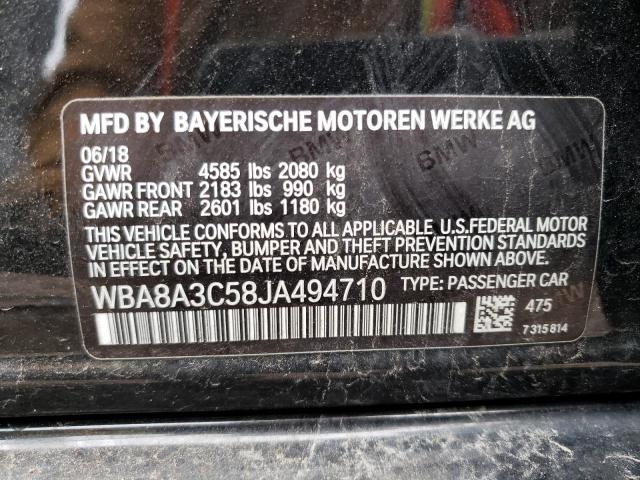 MFD BY BAYERISCHE MOTOREN WERKE AG
06/18
GVWR 4585 lbs 2080 kg
GAWR FRONT 2183 lbs 990 kg
GAWR REAR 2601 lbs 1180 kg
THIS VEHICLE CONFORMS TO ALL APPLICABLE U.S.FEDERAL MOTOR
VEHICLE SAFETY, BUMPER AND THEFT PREVENTION STANDARDS
IN EFFECT ON THE DATE OF MANUFACTURE SHOWN ABOVE.
WBA8A3C58JA494710 TYPE: PASSENGER CAR
475
7315814